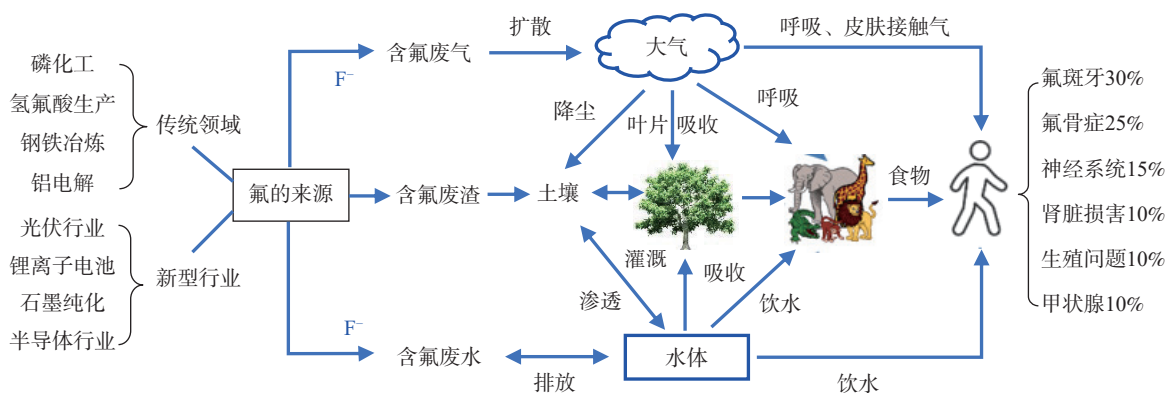 磷化工
氢氟酸生产
钢铁冶炼
铝电解
传统领域
光伏行业
锂离子电池
石墨纯化
半导体行业
新型行业
氟的来源
F⁻
F⁻
含氟废气
含氟废渣
含氟废水
扩散
大气
呼吸、皮肤接触气
降尘
叶片 吸收
呼吸
土壤
食物
灌溉
吸收
渗透
饮水
排放
水体
饮水
氟斑牙30%
氟骨症25%
神经系统15%
肾脏损害10%
生殖问题10%
甲状腺10%